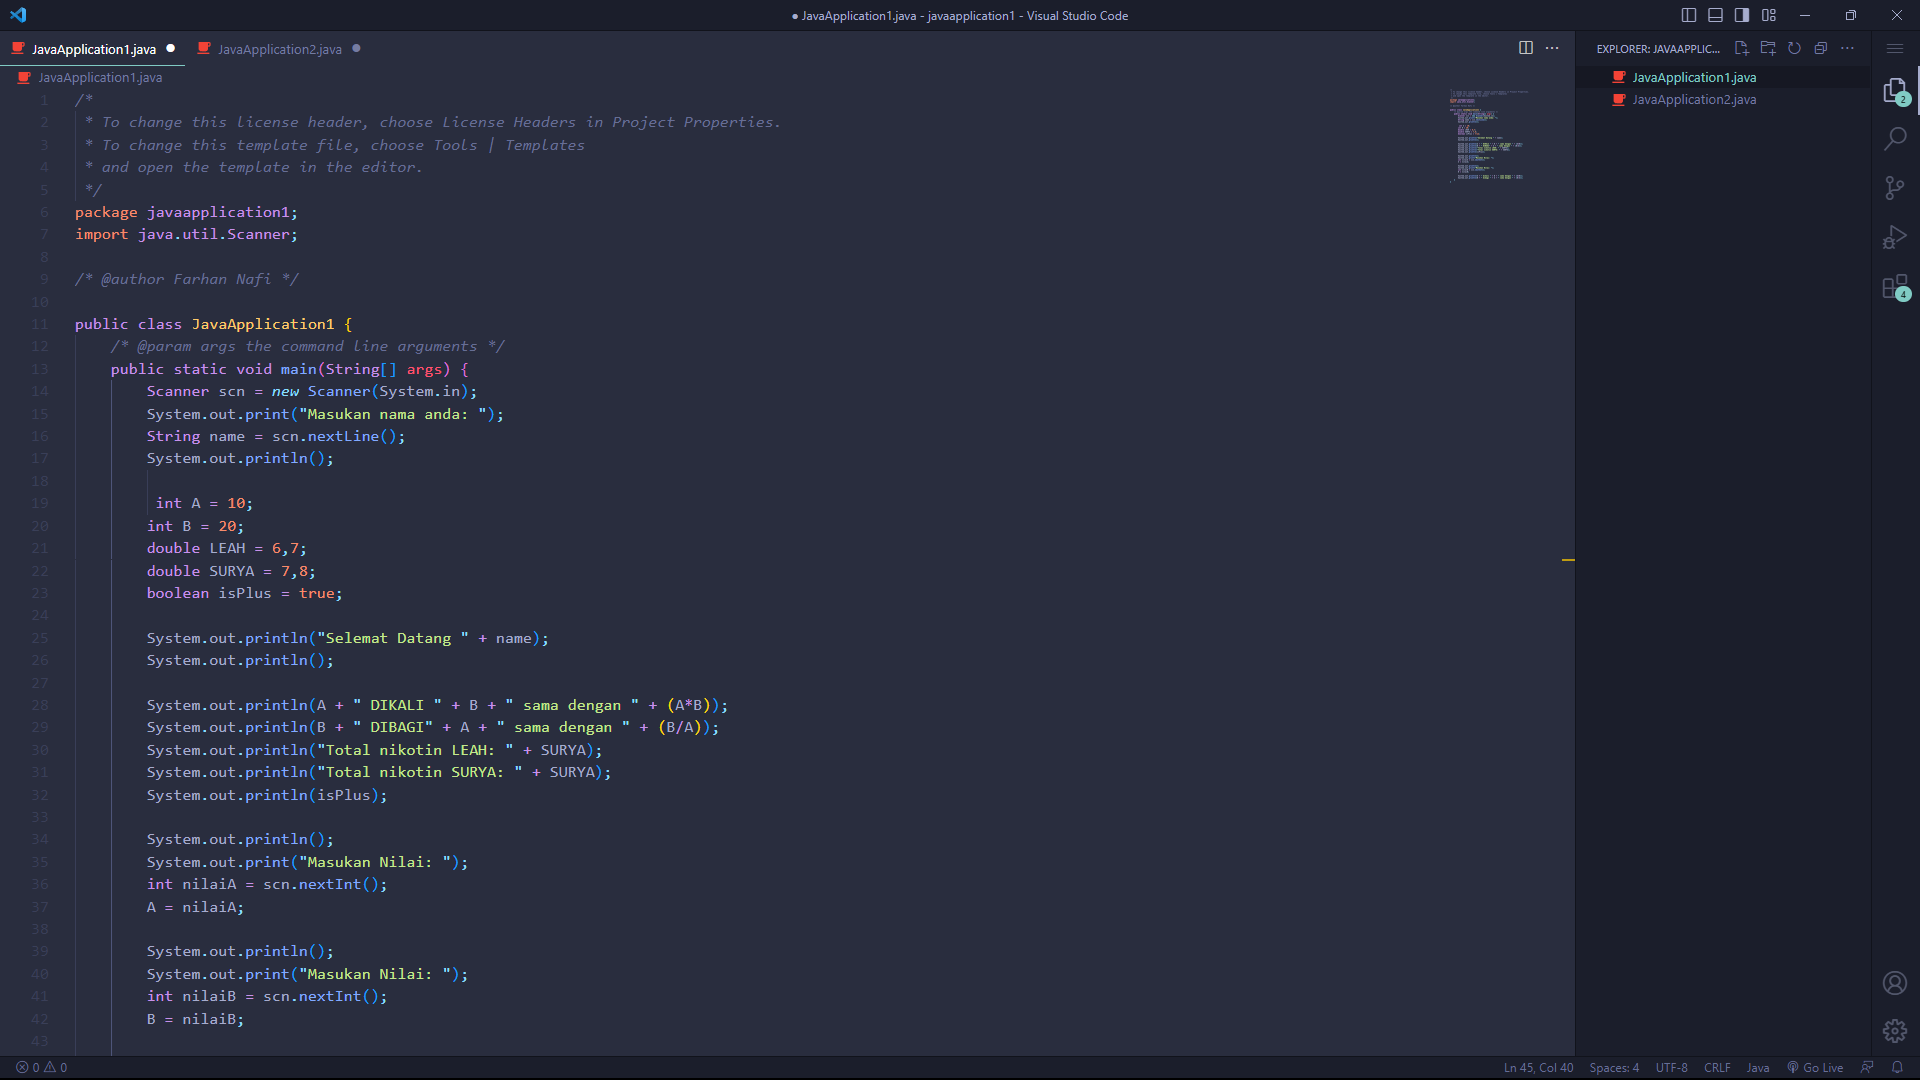 ● JavaApplication1.java - javaapplication1 - Visual Studio Code
JavaApplication1.java ● JavaApplication2.java ●
EXPLORER: JAVAAPPLIC...
JavaApplication1.java
JavaApplication1.java
JavaApplication2.java
2
4
1 /*
2 * To change this license header, choose License Headers in Project Properties.
3 * To change this template file, choose Tools | Templates
4 * and open the template in the editor.
5 */
6 package javaapplication1;
7 import java.util.Scanner;
8
9 /* @author Farhan Nafi */
10
11 public class JavaApplication1 {
12 /* @param args the command line arguments */
13 public static void main(String[] args) {
14 Scanner scn = new Scanner(System.in);
15 System.out.print("Masukan nama anda: ");
16 String name = scn.nextLine();
17 System.out.println();
18
19 int A = 10;
20 int B = 20;
21 double LEAH = 6,7;
22 double SURYA = 7,8;
23 boolean isPlus = true;
24
25 System.out.println("Selemat Datang " + name);
26 System.out.println();
27
28 System.out.println(A + " DIKALI " + B + " sama dengan " + (A*B));
29 System.out.println(B + " DIBAGI" + A + " sama dengan " + (B/A));
30 System.out.println("Total nikotin LEAH: " + SURYA);
31 System.out.println("Total nikotin SURYA: " + SURYA);
32 System.out.println(isPlus);
33
34 System.out.println();
35 System.out.print("Masukan Nilai: ");
36 int nilaiA = scn.nextInt();
37 A = nilaiA;
38
39 System.out.println();
40 System.out.print("Masukan Nilai: ");
41 int nilaiB = scn.nextInt();
42 B = nilaiB;
43
0 0 Ln 45, Col 40 Spaces: 4 UTF-8 CRLF Java Go Live